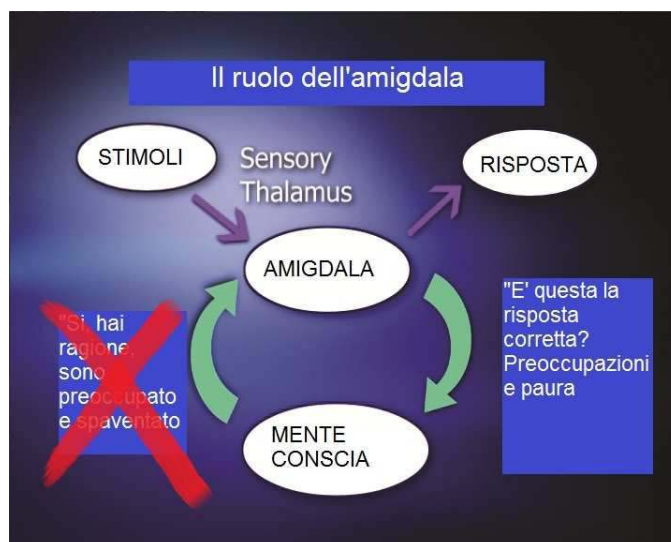 Il ruolo dell'amigdala
STIMOLI
Sensory
Thalamus
RISPOSTA
AMIGDALA
"Si, hai
ragione,
sono
preoccupato
e spaventato
"E' questa la
risposta
corretta?
Preoccupazioni
e paura
MENTE
CONSCIA